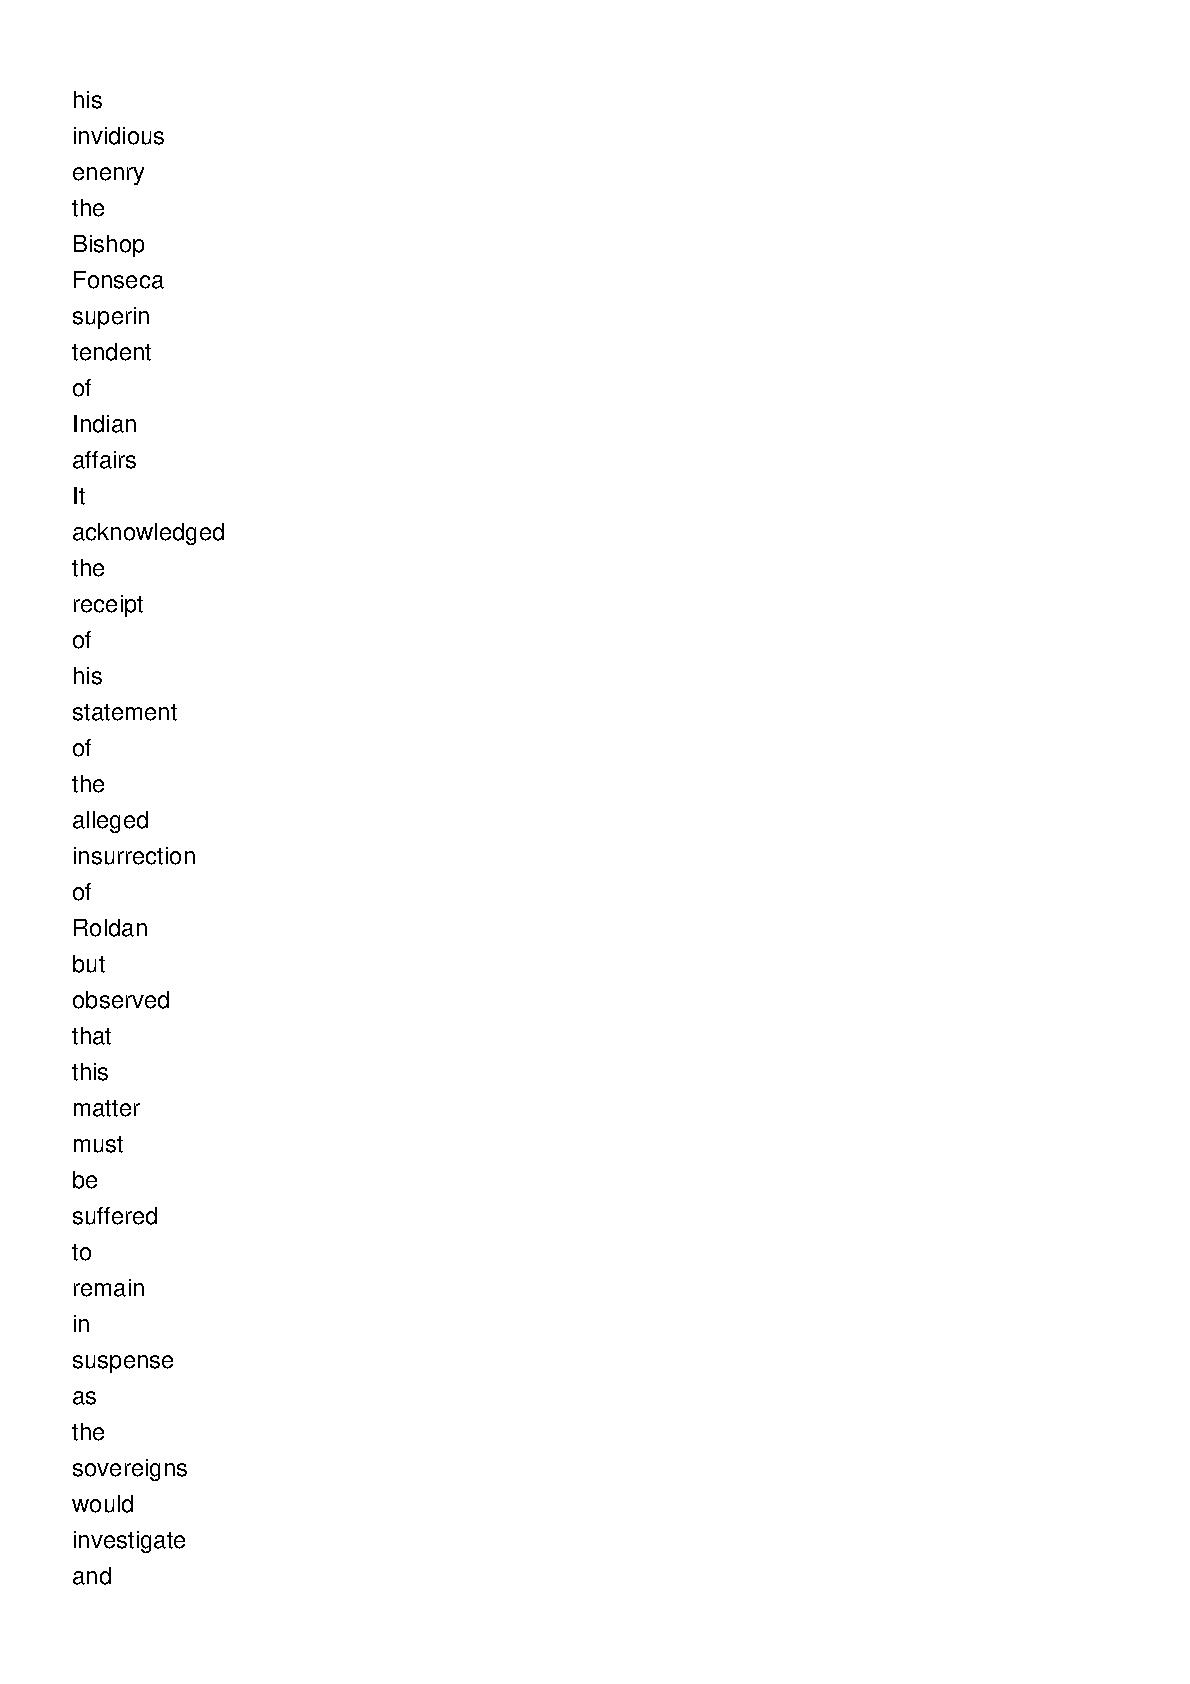 his
invidious
enenry
the
Bishop
Fonseca
superin
tendent
of
Indian
affairs
It
acknowledged
the
receipt
of
his
statement
of
the
alleged
insurrection
of
Roldan
but
observed
that
this
matter
must
be
suffered
to
remain
in
suspense
as
the
sovereigns
would
investigate
and